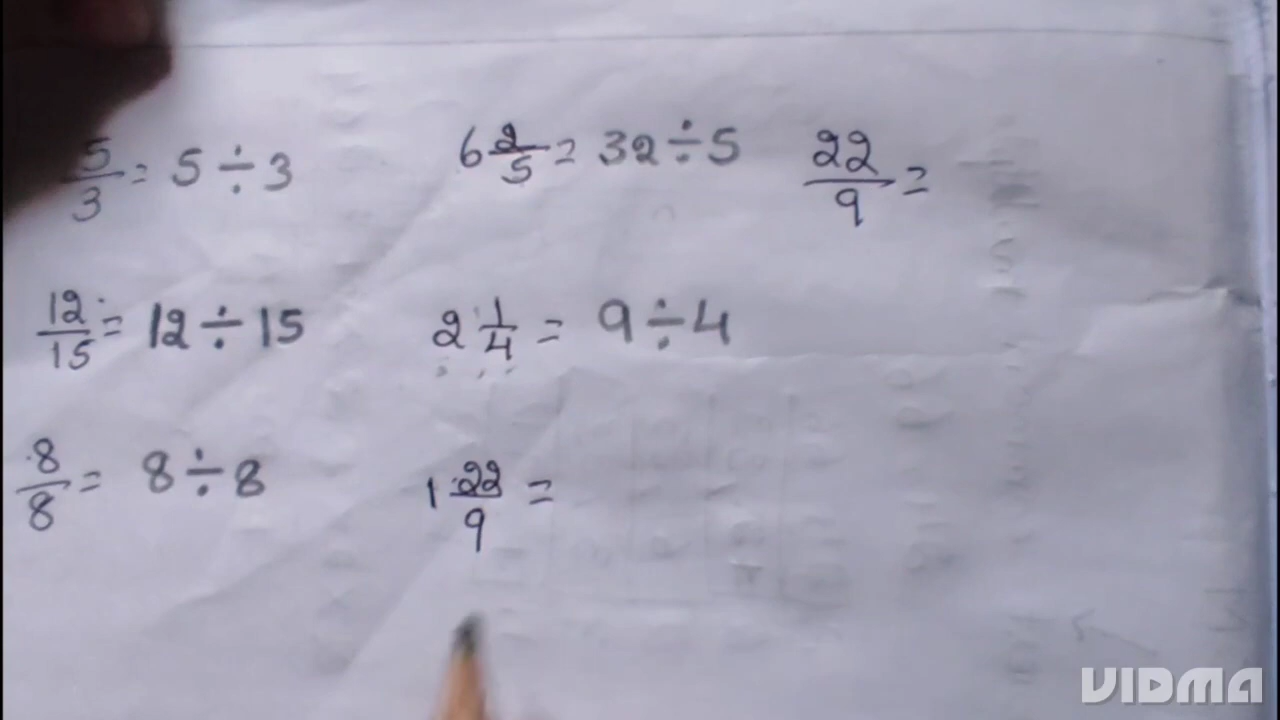 5/3 = 5 ÷ 3
12/15 = 12 ÷ 15
8/8 = 8 ÷ 8
6 2/5 = 32 ÷ 5
2 1/4 = 9 ÷ 4
1 22/9 =
22/9 =
VIDMA